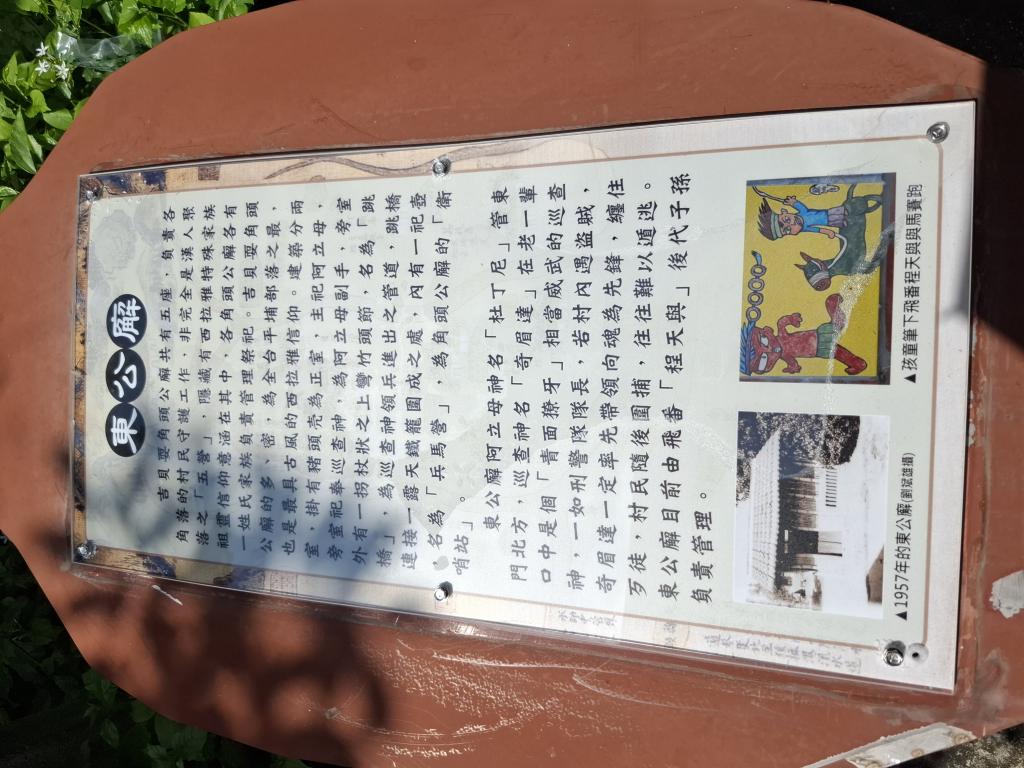 東公廨
吉貝耍角頭公廨共有五座，負責各
角落的村民守護工作，非完全是漢人聚
落之「五營」，隱藏有西拉雅特殊家族
祖靈信仰意涵在其中，各角頭公廨各有
一姓氏家族負責管理祭祀。吉貝耍角頭
公廨的多、密，為全台平埔部落之最，
也是最具古風的西拉雅信仰。建築分兩
室，掛有豬頭殼為正室，主祀阿立母，
旁室祀奉巡查神，為阿立母副手，旁室
外有一拐杖狀之上彎竹頭節，名為「跳
橋」，為巡查神領兵進出之管道，跳橋
連接一露天鐵籠圍成之處，內有一祀壺
名為「兵馬營」，為角頭公廨的「衛
哨站」。
東公廨阿立母神名「杜丁尼」管東
門北方，巡查神名「奇眉達」在老一輩
口中是個「青面獠牙」相當威武的巡查
神，一如刑警隊隊長，若村內遇盜賊，
奇眉達一定率先帶領向魂為先鋒，纏住
歹徒，村民隨後圍捕，往往難以遁逃。
東公廨目前由飛番「程天與」後代子孫
負責管理。
▲1957年的東公廨(劉斌雄攝)
▲孩童筆下飛番程天與與馬賽跑